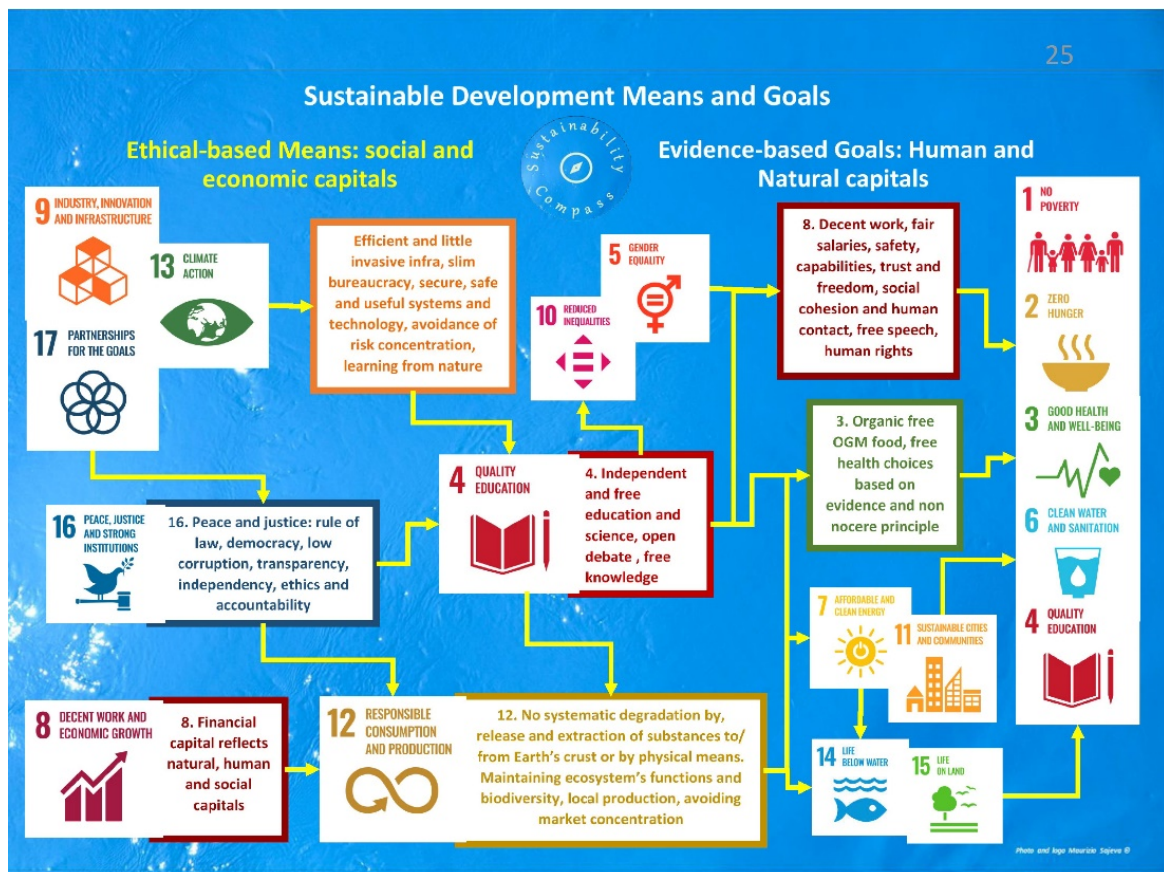 25
Sustainable Development Means and Goals
Ethical-based Means: social and
economic capitals
Sustainability
Compass
Evidence-based Goals: Human and
Natural capitals
9 INDUSTRY, INNOVATION
AND INFRASTRUCTURE
13 CLIMATE
ACTION
17 PARTNERSHIPS
FOR THE GOALS
Efficient and little
invasive infra, slim
bureaucracy, secure, safe
and useful systems and
technology, avoidance of
risk concentration,
learning from nature
5 GENDER
EQUALITY
10 REDUCED
INEQUALITIES
8. Decent work, fair
salaries, safety,
capabilities, trust and
freedom, social
cohesion and human
contact, free speech,
human rights
1 NO
POVERTY
2 ZERO
HUNGER
3 GOOD HEALTH
AND WELL-BEING
6 CLEAN WATER
AND SANITATION
4 QUALITY
EDUCATION
16 PEACE, JUSTICE
AND STRONG
INSTITUTIONS
16. Peace and justice: rule of
law, democracy, low
corruption, transparency,
independency, ethics and
accountability
4 QUALITY
EDUCATION
4. Independent
and free
education and
science, open
debate , free
knowledge
3. Organic free
OGM food, free
health choices
based on
evidence and non
nocere principle
7 AFFORDABLE AND
CLEAN ENERGY
11 SUSTAINABLE CITIES
AND COMMUNITIES
8 DECENT WORK AND
ECONOMIC GROWTH
8. Financial
capital reflects
natural, human
and social
capitals
12 RESPONSIBLE
CONSUMPTION
AND PRODUCTION
12. No systematic degradation by,
release and extraction of substances to/
from Earth's crust or by physical means.
Maintaining ecosystem's functions and
biodiversity, local production, avoiding
market concentration
14 LIFE
BELOW WATER
15 LIFE
ON LAND
Photo and logo Maurizio Sajeva ©